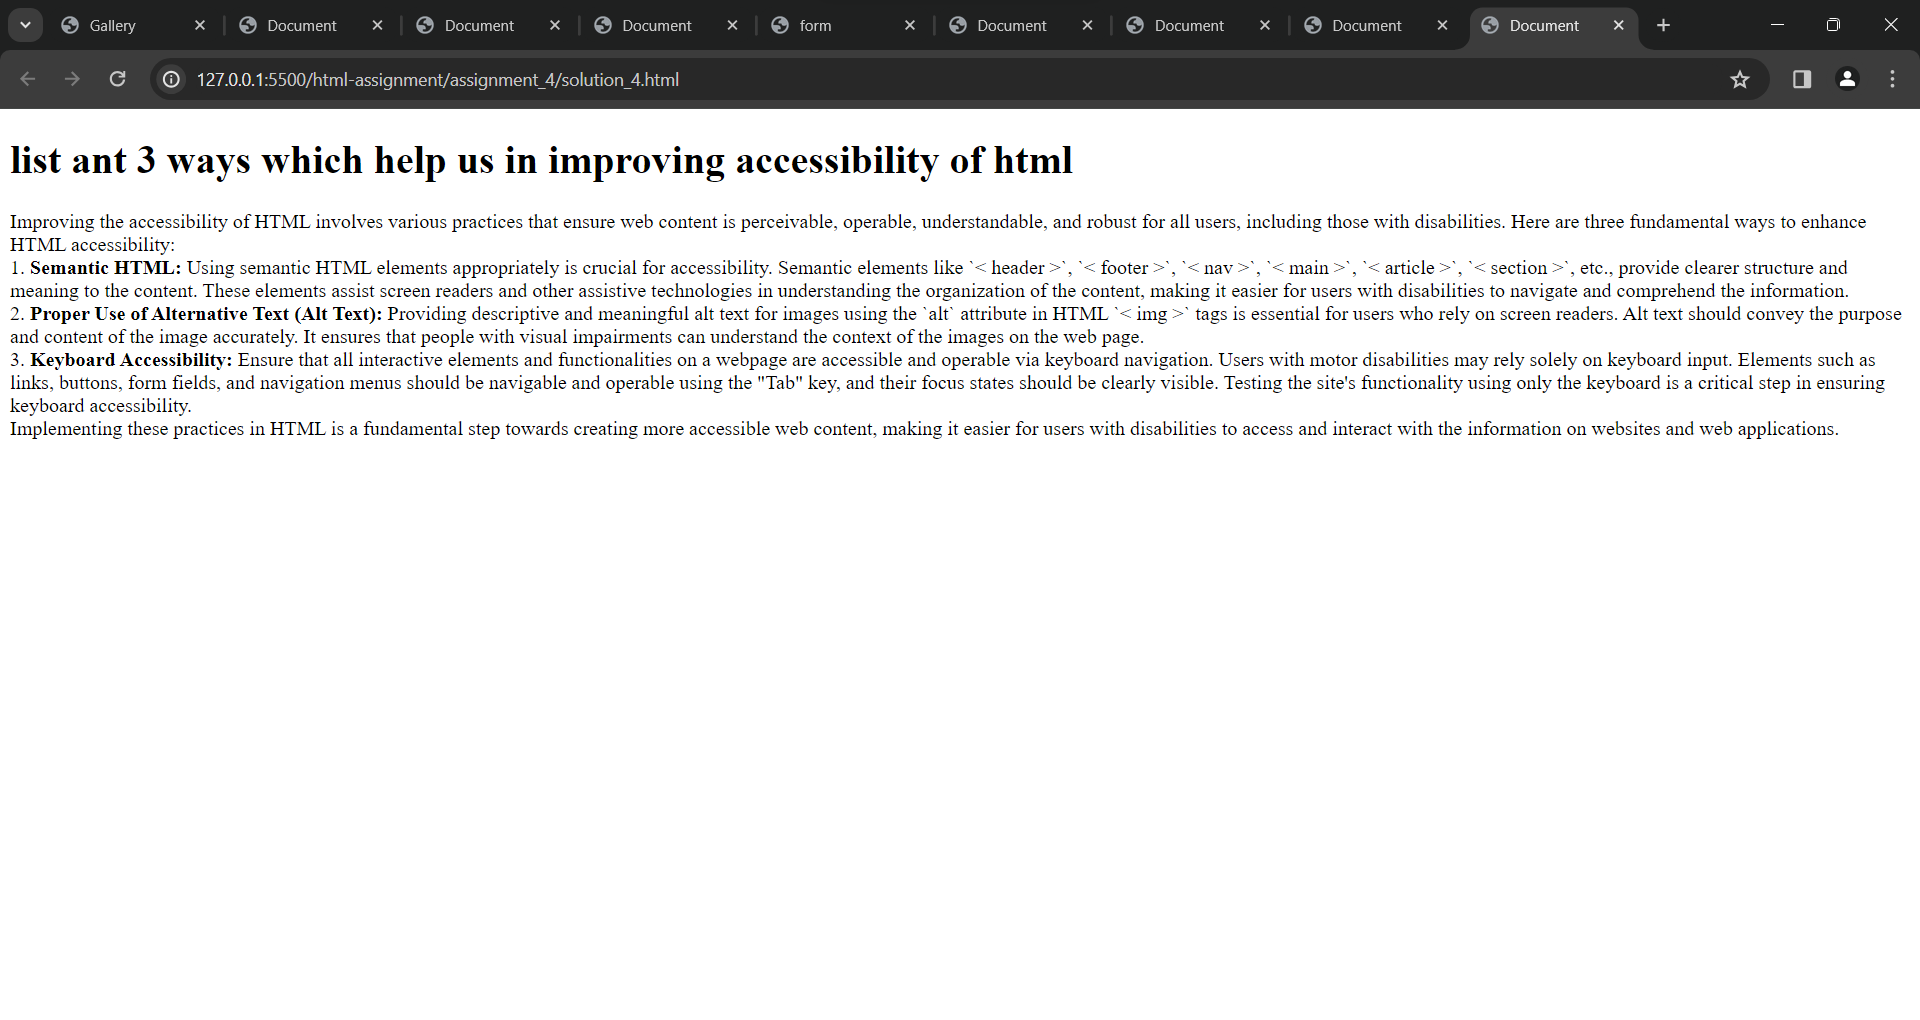 Gallery Document Document Document form Document Document Document Document
127.0.0.1:5500/html-assignment/assignment_4/solution_4.html
list ant 3 ways which help us in improving accessibility of html
Improving the accessibility of HTML involves various practices that ensure web content is perceivable, operable, understandable, and robust for all users, including those with disabilities. Here are three fundamental ways to enhance
HTML accessibility:
1. Semantic HTML: Using semantic HTML elements appropriately is crucial for accessibility. Semantic elements like `< header >`, `< footer >`, `< nav >`, `< main >`, `< article >`, `< section >`, etc., provide clearer structure and
meaning to the content. These elements assist screen readers and other assistive technologies in understanding the organization of the content, making it easier for users with disabilities to navigate and comprehend the information.
2. Proper Use of Alternative Text (Alt Text): Providing descriptive and meaningful alt text for images using the `alt` attribute in HTML `< img >` tags is essential for users who rely on screen readers. Alt text should convey the purpose
and content of the image accurately. It ensures that people with visual impairments can understand the context of the images on the web page.
3. Keyboard Accessibility: Ensure that all interactive elements and functionalities on a webpage are accessible and operable via keyboard navigation. Users with motor disabilities may rely solely on keyboard input. Elements such as
links, buttons, form fields, and navigation menus should be navigable and operable using the "Tab" key, and their focus states should be clearly visible. Testing the site's functionality using only the keyboard is a critical step in ensuring
keyboard accessibility.
Implementing these practices in HTML is a fundamental step towards creating more accessible web content, making it easier for users with disabilities to access and interact with the information on websites and web applications.